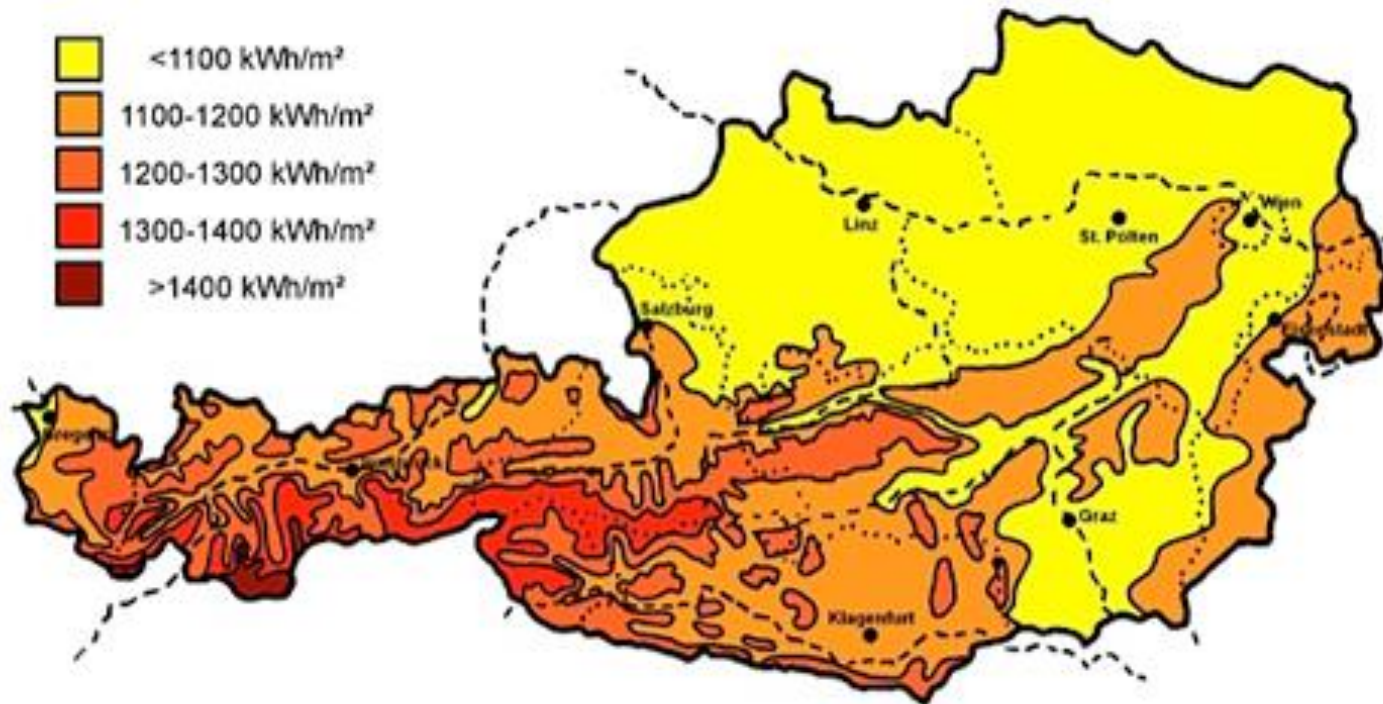 <1100 kWh/m²
1100-1200 kWh/m²
1200-1300 kWh/m²
1300-1400 kWh/m²
>1400 kWh/m²
Linz
St. Pölten
Wien
Salzburg
Eisenstadt
Graz
Klagenfurt